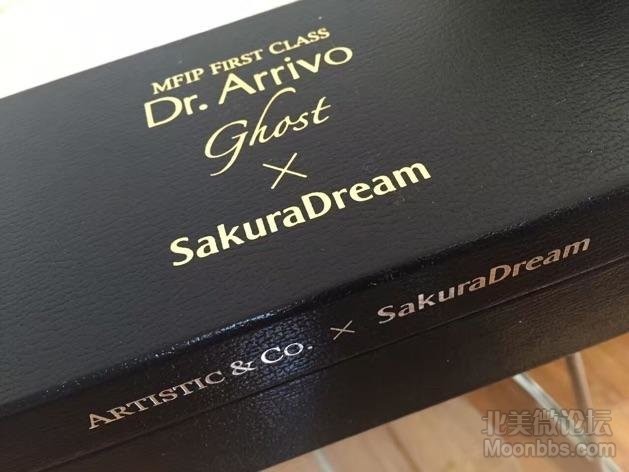 MFIP FIRST CLASS
Dr. Arrivo
Ghost
×
SakuraDream
ARTISTIC & CO. × SakuraDream
北美微论坛
Moonbbs.com